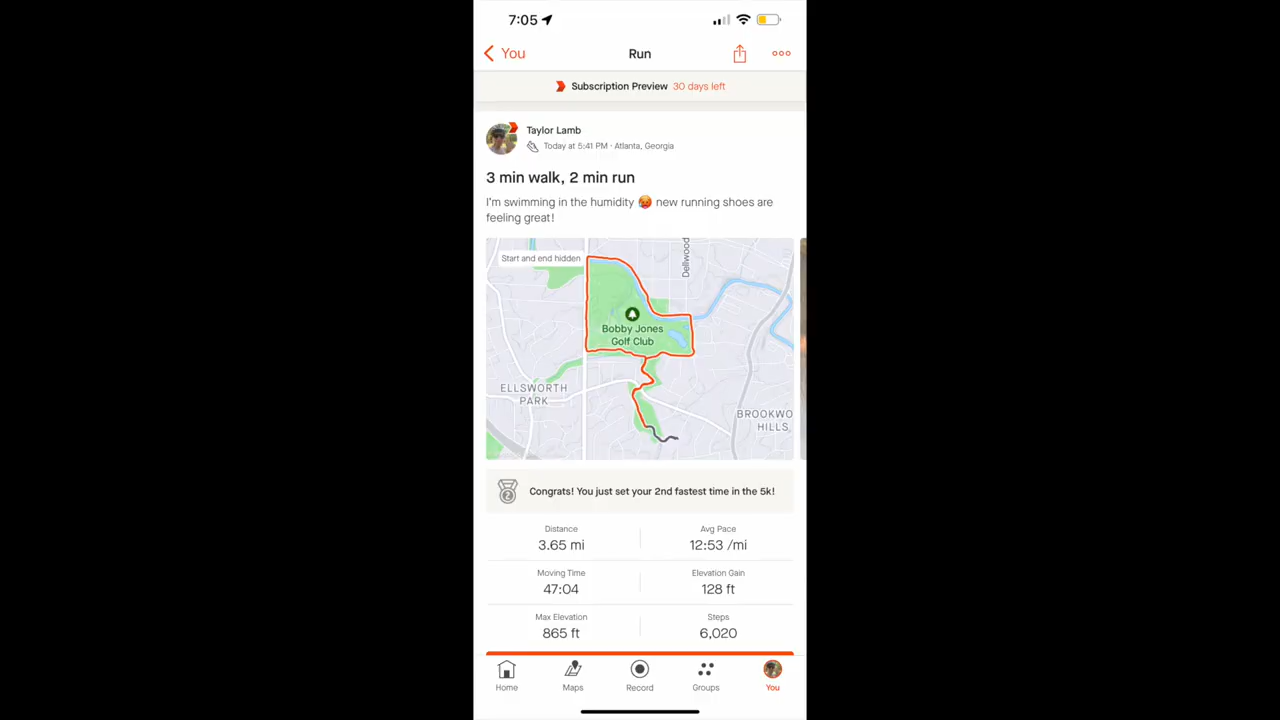 7:05
You
Run
Subscription Preview 30 days left
Taylor Lamb
Today at 5:41 PM · Atlanta, Georgia
3 min walk, 2 min run
I'm swimming in the humidity 🥵 new running shoes are
feeling great!
Start and end hidden
Dellwood
Bobby Jones
Golf Club
ELLSWORTH
PARK
BROOKWO
HILLS
2
Congrats! You just set your 2nd fastest time in the 5k!
Distance
3.65 mi
Avg Pace
12:53 /mi
Moving Time
47:04
Elevation Gain
128 ft
Max Elevation
865 ft
Steps
6,020
Home
Maps
Record
Groups
You